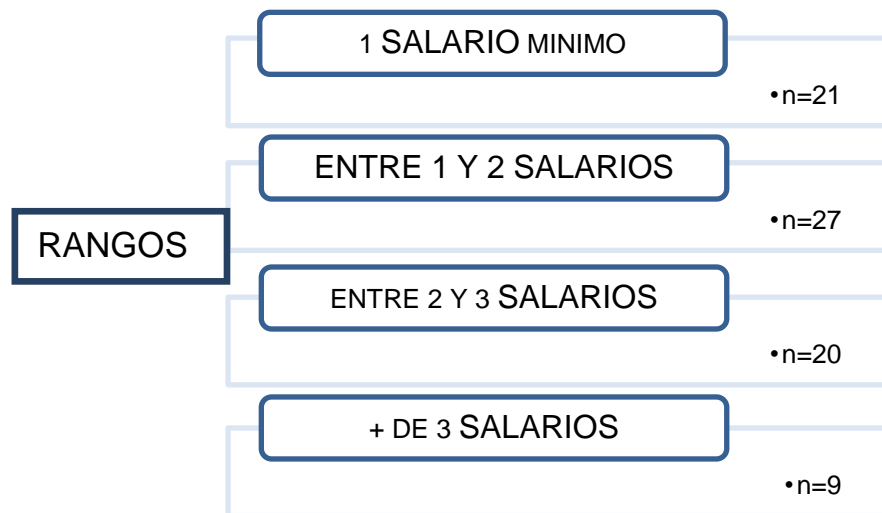 1 SALARIO MINIMO
•n=21
ENTRE 1 Y 2 SALARIOS
•n=27
RANGOS
ENTRE 2 Y 3 SALARIOS
•n=20
+ DE 3 SALARIOS
•n=9